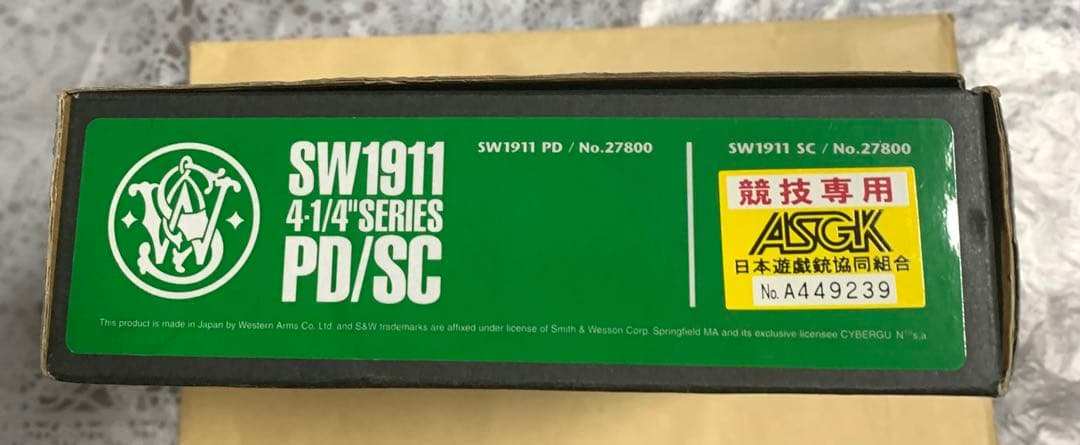 SW1911
4-1/4"SERIES
PD/SC
SW1911 PD / No.27800
SW1911 SC / No.27800
競技専用
ASGK
日本遊戯銃協同組合
No. A449239
This product is made in Japan by Western Arms Co. Ltd. and S&W trademarks are affixed under license of Smith & Wesson Corp. Springfield MA and its exclusive licensee CYBERGU N s.a.